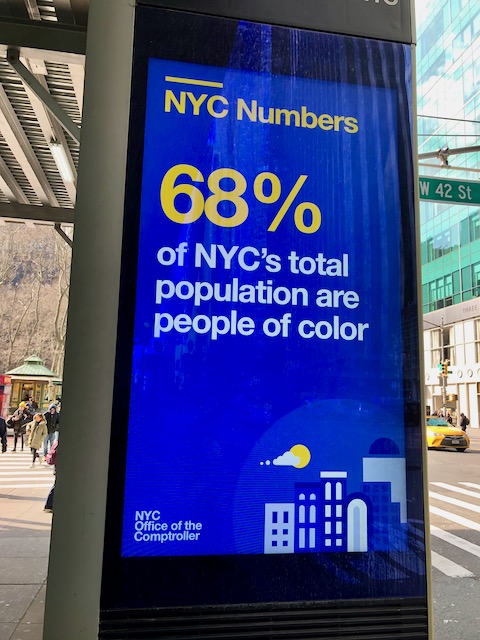 NYC Numbers
68%
of NYC's total
population are
people of color
NYC
Office of the
Comptroller
W 42 St